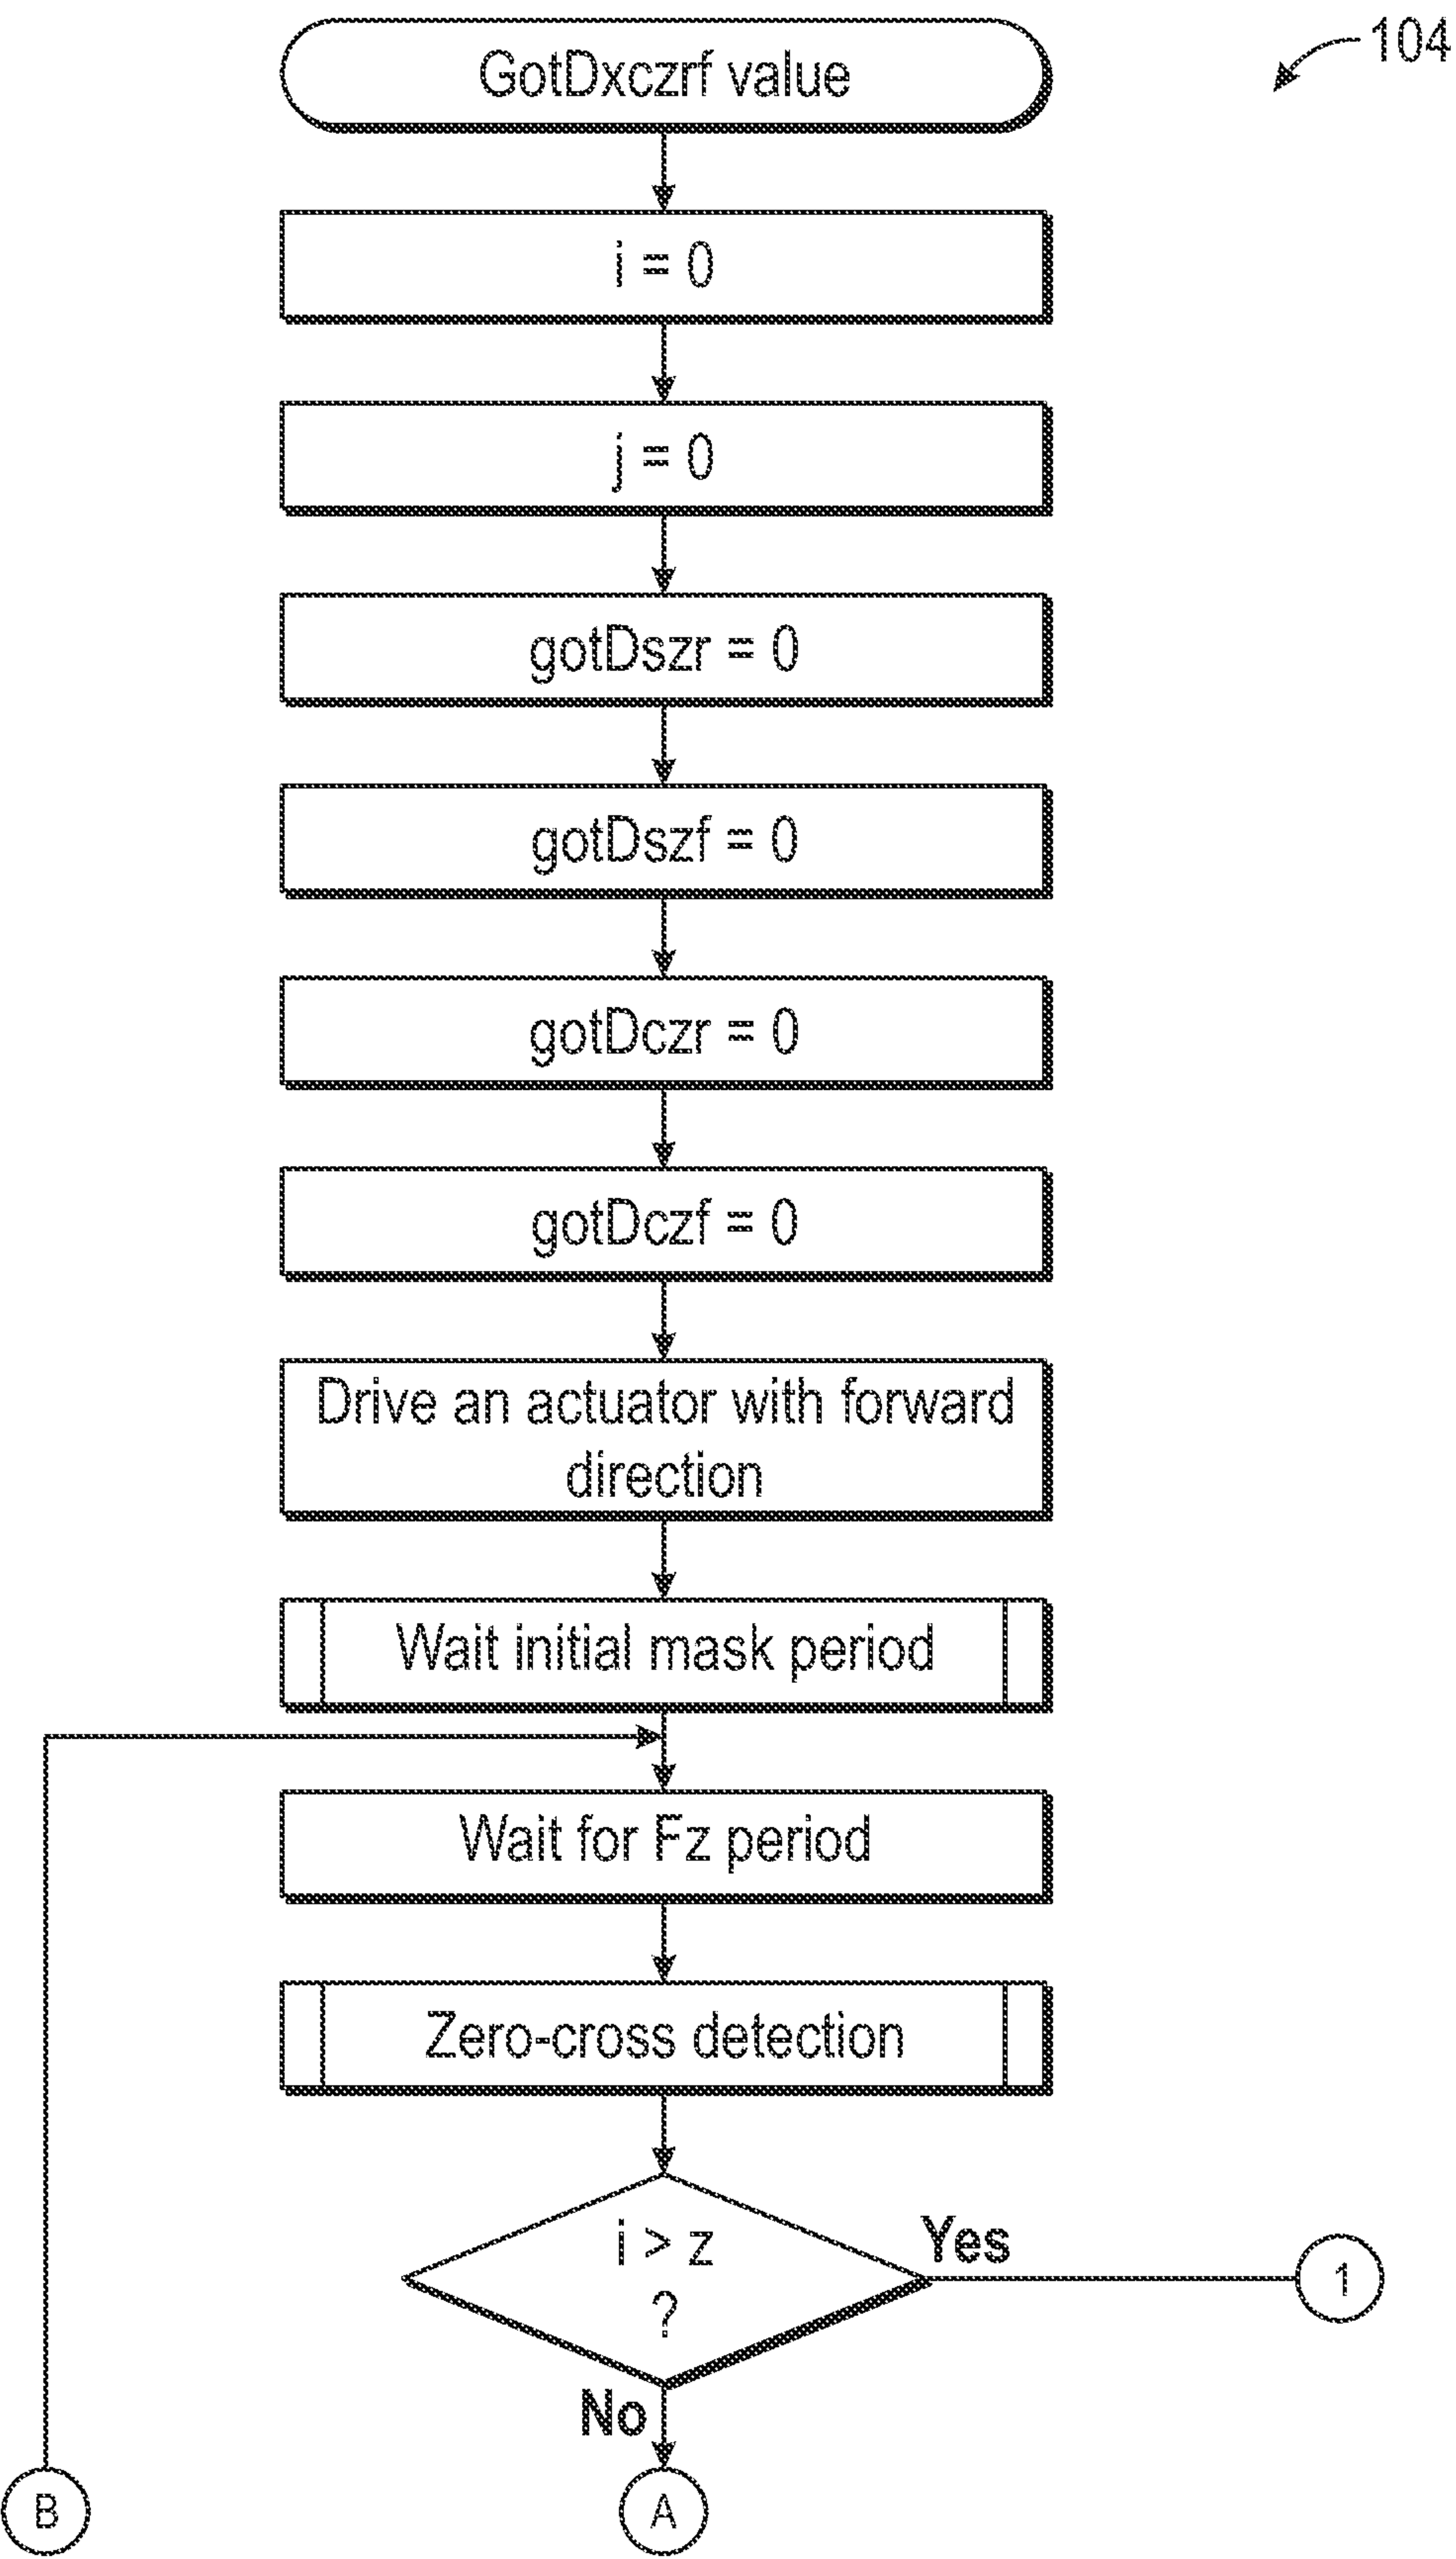 104
GotDxczrf value
i = 0
j = 0
gotDszr = 0
gotDszf = 0
gotDczr = 0
gotDczf = 0
Drive an actuator with forward
direction
Wait initial mask period
Wait for Fz period
Zero-cross detection
i > z
?
Yes
1
No
B
A